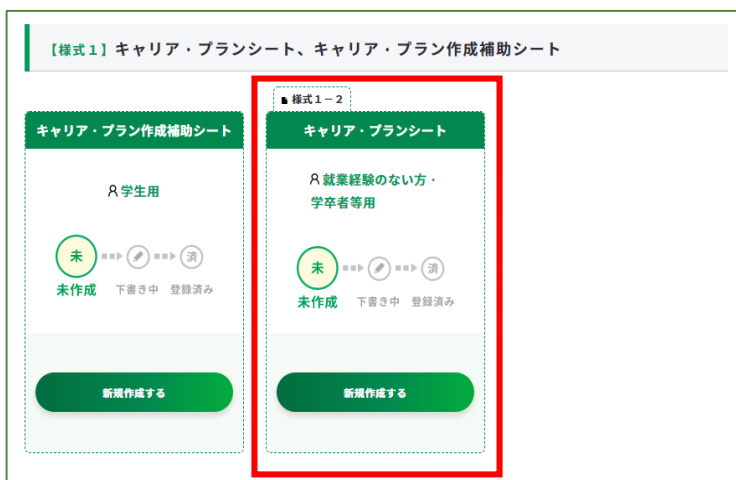 【様式１】キャリア・プランシート、キャリア・プラン作成補助シート
キャリア・プラン作成補助シート
学生用
未
済
未作成 下書き中 登録済み
新規作成する
様式１－２
キャリア・プランシート
就業経験のない方・
学卒者等用
未
済
未作成 下書き中 登録済み
新規作成する